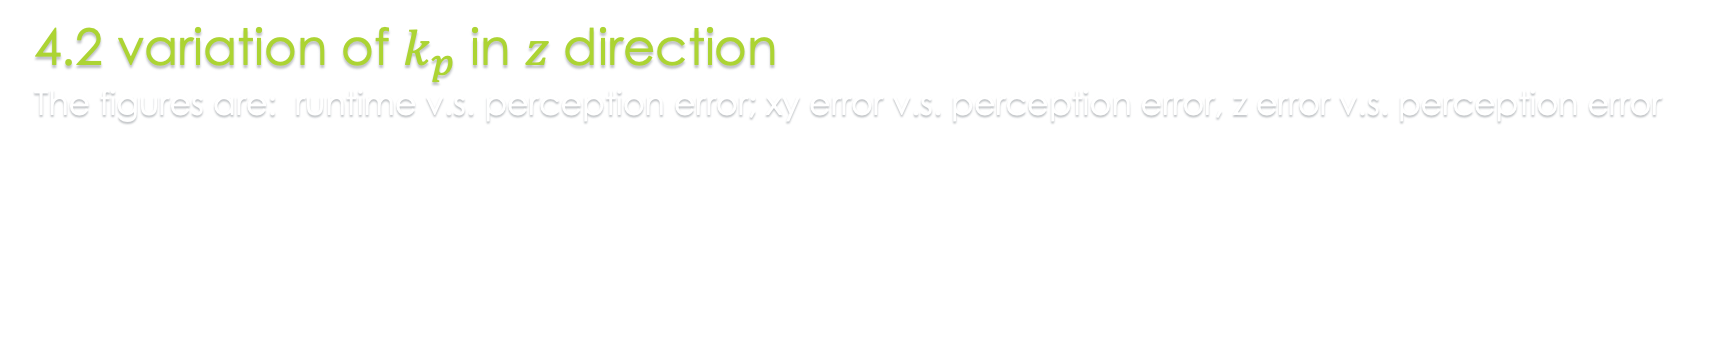 4.2 variation of k_p in z direction
The figures are: runtime v.s. perception error; xy error v.s. perception error, z error v.s. perception error